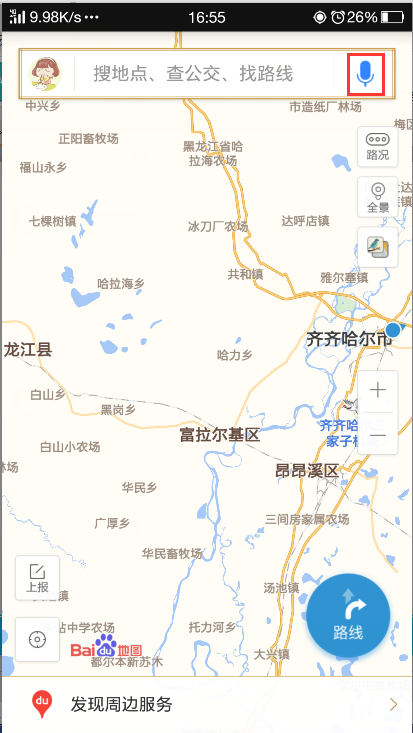 9.98K/s 16:55 26%
搜地点、查公交、找路线
中兴乡
市造纸厂林场
梅区
正阳畜牧场
黑龙江省哈
拉海农场
路况
福山永乡
全景
七棵树镇
冰刀厂农场
达呼店镇
共和镇
雅尔塞镇
哈拉海乡
齐齐哈尔市
龙江县
哈力乡
白山乡
黑岗乡
富拉尔基区
齐齐哈尔三
家子机
白山小农场
昂昂溪区
林场
华民乡
广厚乡
三间房家属农场
华民畜牧场
上报
汤池镇
路线
站中学农场
托力河乡
Bai du 地图
都尔本新苏木
大兴镇
du 发现周边服务